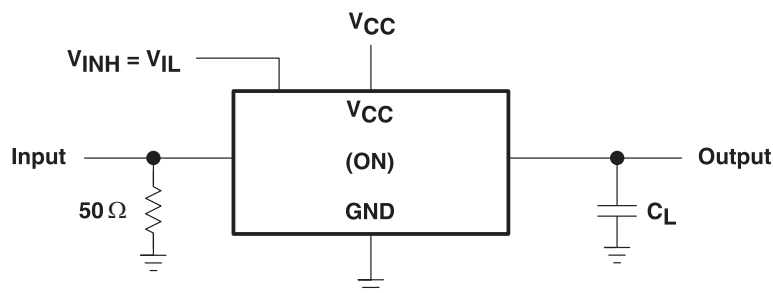 VCC
VINH = VIL
VCC
Input
(ON)
Output
50 Ω
GND
CL